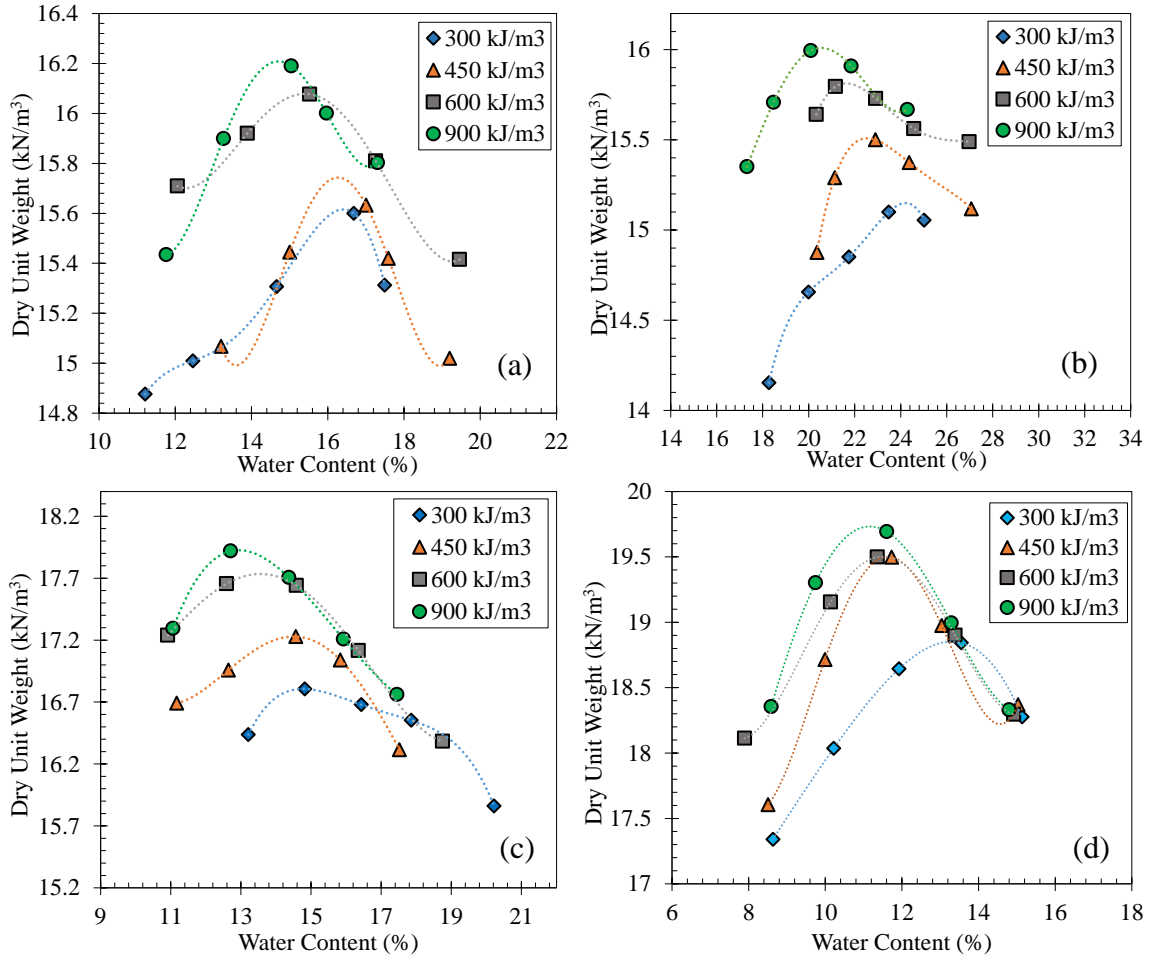 16.4
16.2
16
15.8
15.6
15.4
15.2
15
14.8
Dry Unit Weight (kN/m³)
300 kJ/m3
450 kJ/m3
600 kJ/m3
900 kJ/m3
(a)
10 12 14 16 18 20 22
Water Content (%)
16
15.5
15
14.5
14
Dry Unit Weight (kN/m³)
300 kJ/m3
450 kJ/m3
600 kJ/m3
900 kJ/m3
(b)
14 16 18 20 22 24 26 28 30 32 34
Water Content (%)
18.2
17.7
17.2
16.7
16.2
15.7
15.2
Dry Unit Weight (kN/m³)
300 kJ/m3
450 kJ/m3
600 kJ/m3
900 kJ/m3
(c)
9 11 13 15 17 19 21
Water Content (%)
20
19.5
19
18.5
18
17.5
17
Dry Unit Weight (kN/m³)
300 kJ/m3
450 kJ/m3
600 kJ/m3
900 kJ/m3
(d)
6 8 10 12 14 16 18
Water Content (%)